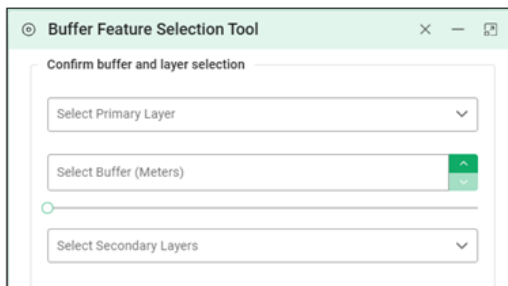 Buffer Feature Selection Tool
Confirm buffer and layer selection
Select Primary Layer
Select Buffer (Meters)
Select Secondary Layers